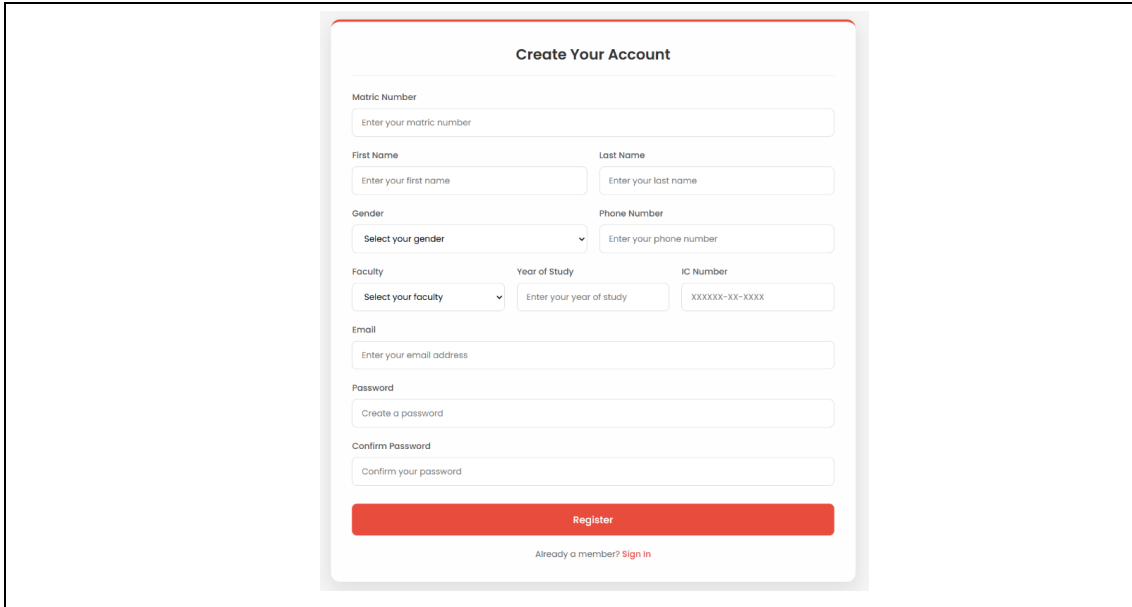 Create Your Account
Matric Number
Enter your matric number
First Name Last Name
Enter your first name Enter your last name
Gender Phone Number
Select your gender Enter your phone number
Faculty Year of Study IC Number
Select your faculty Enter your year of study XXXXXX-XX-XXXX
Email
Enter your email address
Password
Create a password
Confirm Password
Confirm your password
Register
Already a member? Sign In